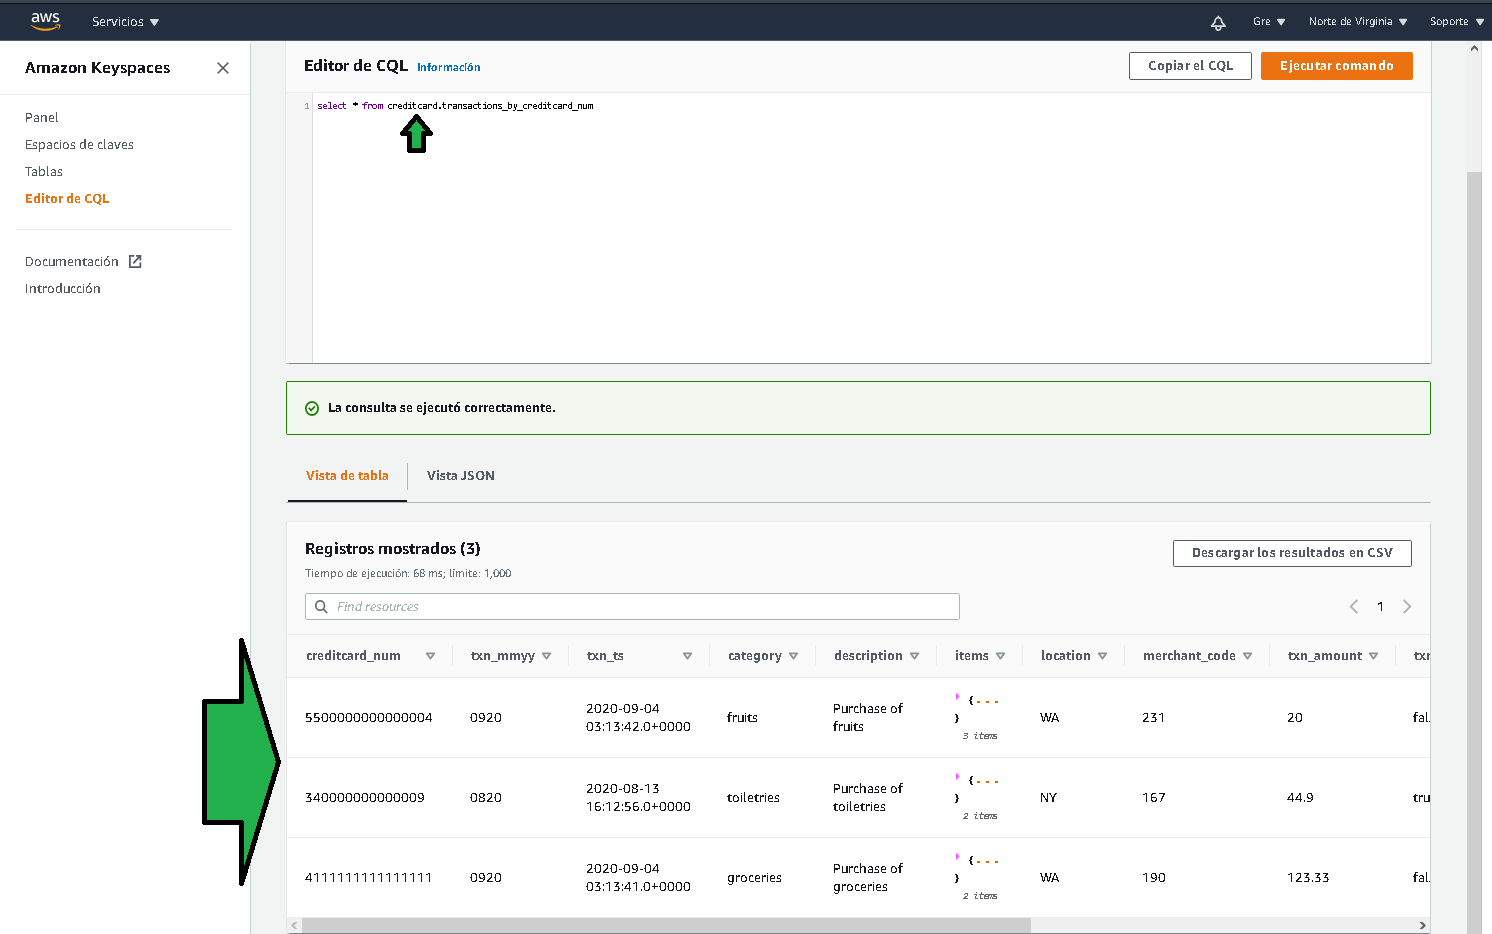 aws Servicios Gre Norte de Virginia Soporte
Amazon Keyspaces
Panel
Espacios de claves
Tablas
Editor de CQL
Documentación
Introducción
Editor de CQL Información Copiar el CQL Ejecutar comando
1 select * from creditcard.transactions_by_creditcard_num
La consulta se ejecutó correctamente.
Vista de tabla Vista JSON
Registros mostrados (3) Descargar los resultados en CSV
Tiempo de ejecución: 68 ms; límite: 1,000
Find resources 1
creditcard_num txn_mmyy txn_ts category description items location merchant_code txn_amount txn
5500000000000004 0920 2020-09-04 03:13:42.0+0000 fruits Purchase of fruits {...} 3 items WA 231 20 fal
340000000000009 0820 2020-08-13 16:12:56.0+0000 toiletries Purchase of toiletries {...} 2 items NY 167 44.9 tru
4111111111111111 0920 2020-09-04 03:13:41.0+0000 groceries Purchase of groceries {...} 2 items WA 190 123.33 fal